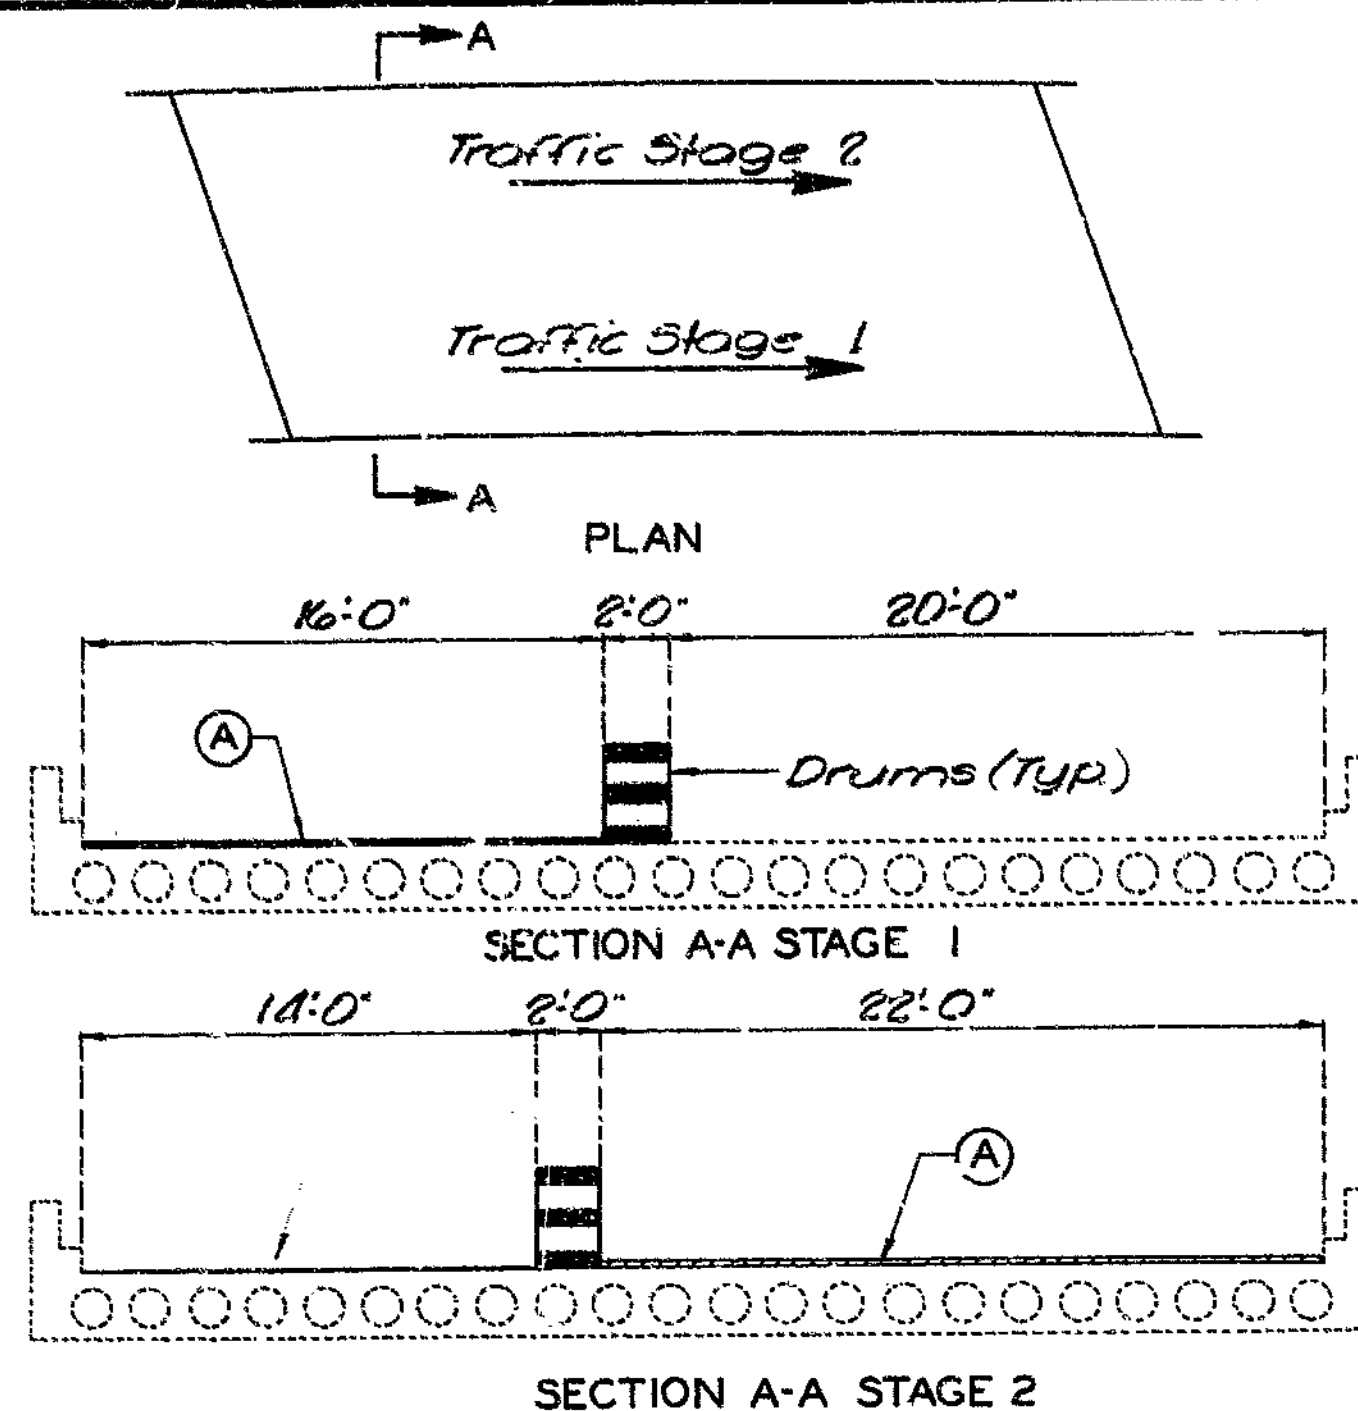 A
Traffic Stage 2
Traffic Stage 1
A
PLAN
16'-0" 2'-0" 20'-0"
A
Drums (Typ.)
SECTION A-A STAGE 1
14'-0" 2'-0" 22'-0"
A
SECTION A-A STAGE 2